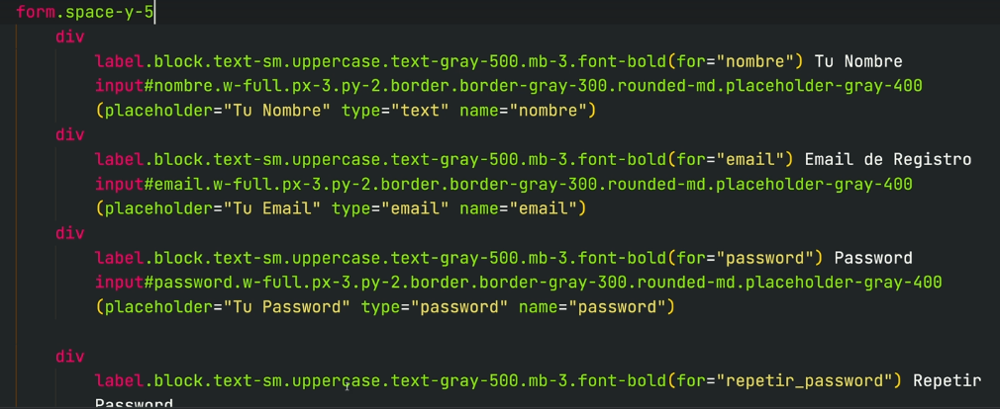 form.space-y-5
div
label.block.text-sm.uppercase.text-gray-500.mb-3.font-bold(for="nombre") Tu Nombre
input#nombre.w-full.px-3.py-2.border.border-gray-300.rounded-md.placeholder-gray-400
(placeholder="Tu Nombre" type="text" name="nombre")
div
label.block.text-sm.uppercase.text-gray-500.mb-3.font-bold(for="email") Email de Registro
input#email.w-full.px-3.py-2.border.border-gray-300.rounded-md.placeholder-gray-400
(placeholder="Tu Email" type="email" name="email")
div
label.block.text-sm.uppercase.text-gray-500.mb-3.font-bold(for="password") Password
input#password.w-full.px-3.py-2.border.border-gray-300.rounded-md.placeholder-gray-400
(placeholder="Tu Password" type="password" name="password")
div
label.block.text-sm.uppercase.text-gray-500.mb-3.font-bold(for="repetir_password") Repetir
Password